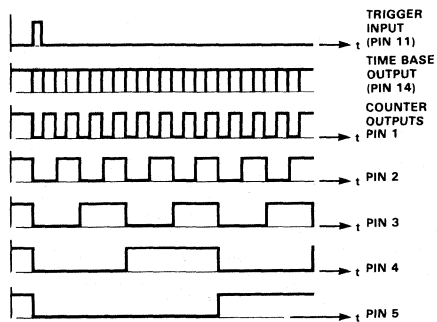 TRIGGER
INPUT
t (PIN 11)
TIME BASE
OUTPUT
t (PIN 14)
COUNTER
OUTPUTS
t PIN 1
t PIN 2
t PIN 3
t PIN 4
t PIN 5